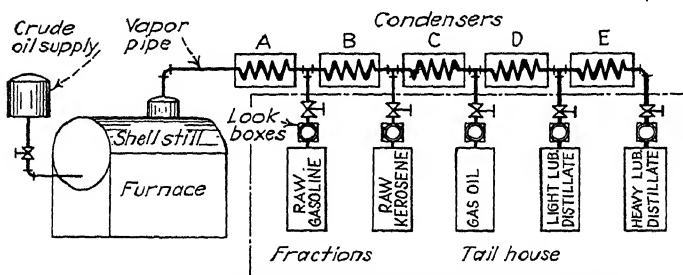 Crude
oil supply
Vapor
pipe
Condensers
A B C D E
Look-
boxes
Shell still
Furnace
RAW
GASOLINE
RAW
KEROSENE
GAS OIL
LIGHT LUB.
DISTILLATE
HEAVY LUB.
DISTILLATE
Fractions
Tail house